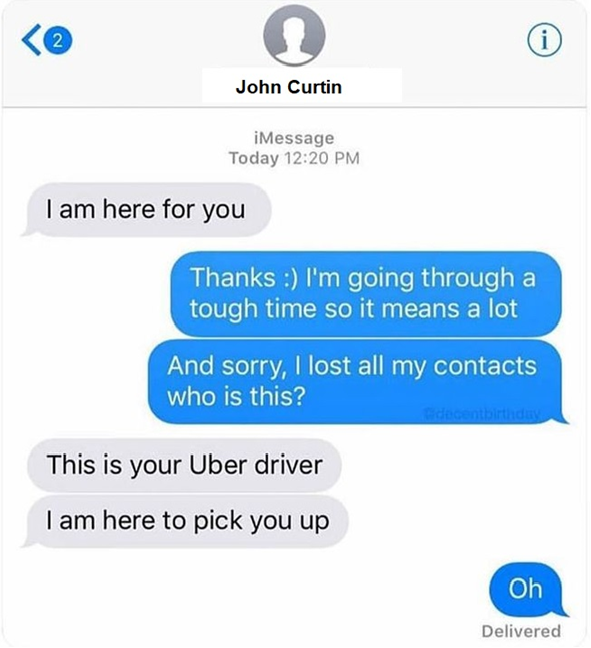 2
i
John Curtin
iMessage
Today 12:20 PM
I am here for you
Thanks :) I'm going through a
tough time so it means a lot
And sorry, I lost all my contacts
who is this?
@decentbirthday
This is your Uber driver
I am here to pick you up
Oh
Delivered